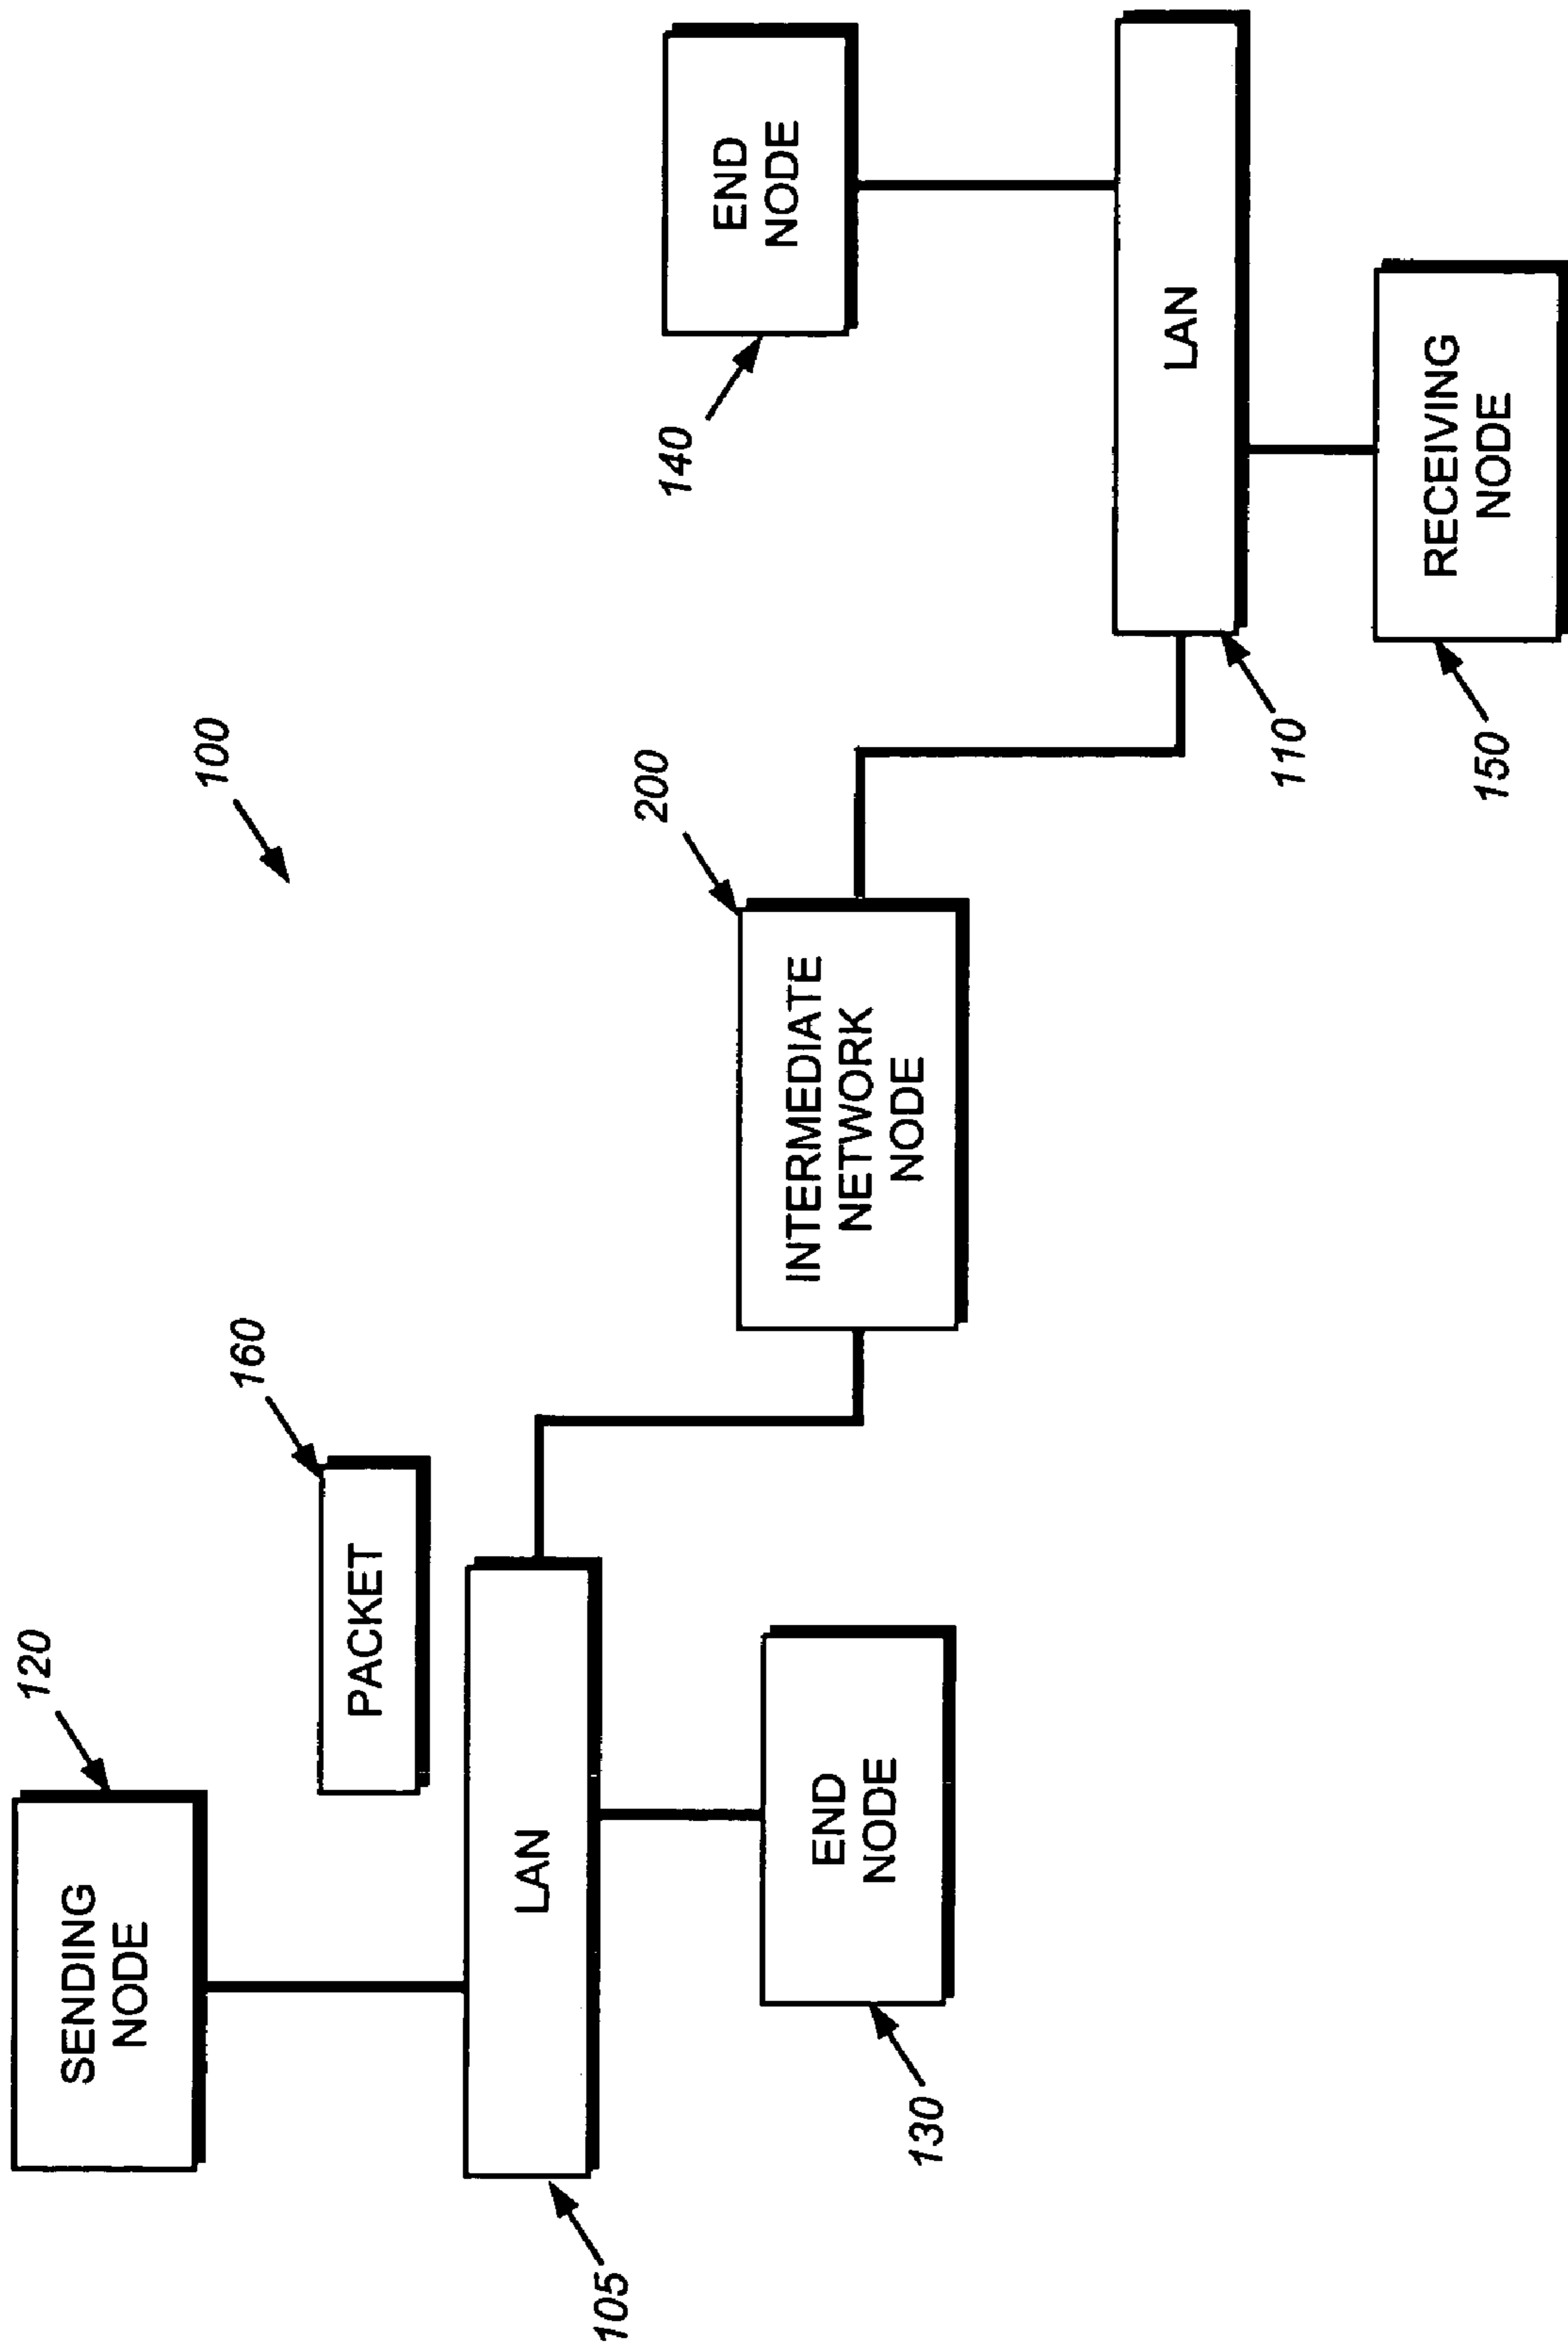 100
120
SENDING
NODE
160
PACKET
LAN
105
END
NODE
130
200
INTERMEDIATE
NETWORK
NODE
140
END
NODE
LAN
110
RECEIVING
NODE
150